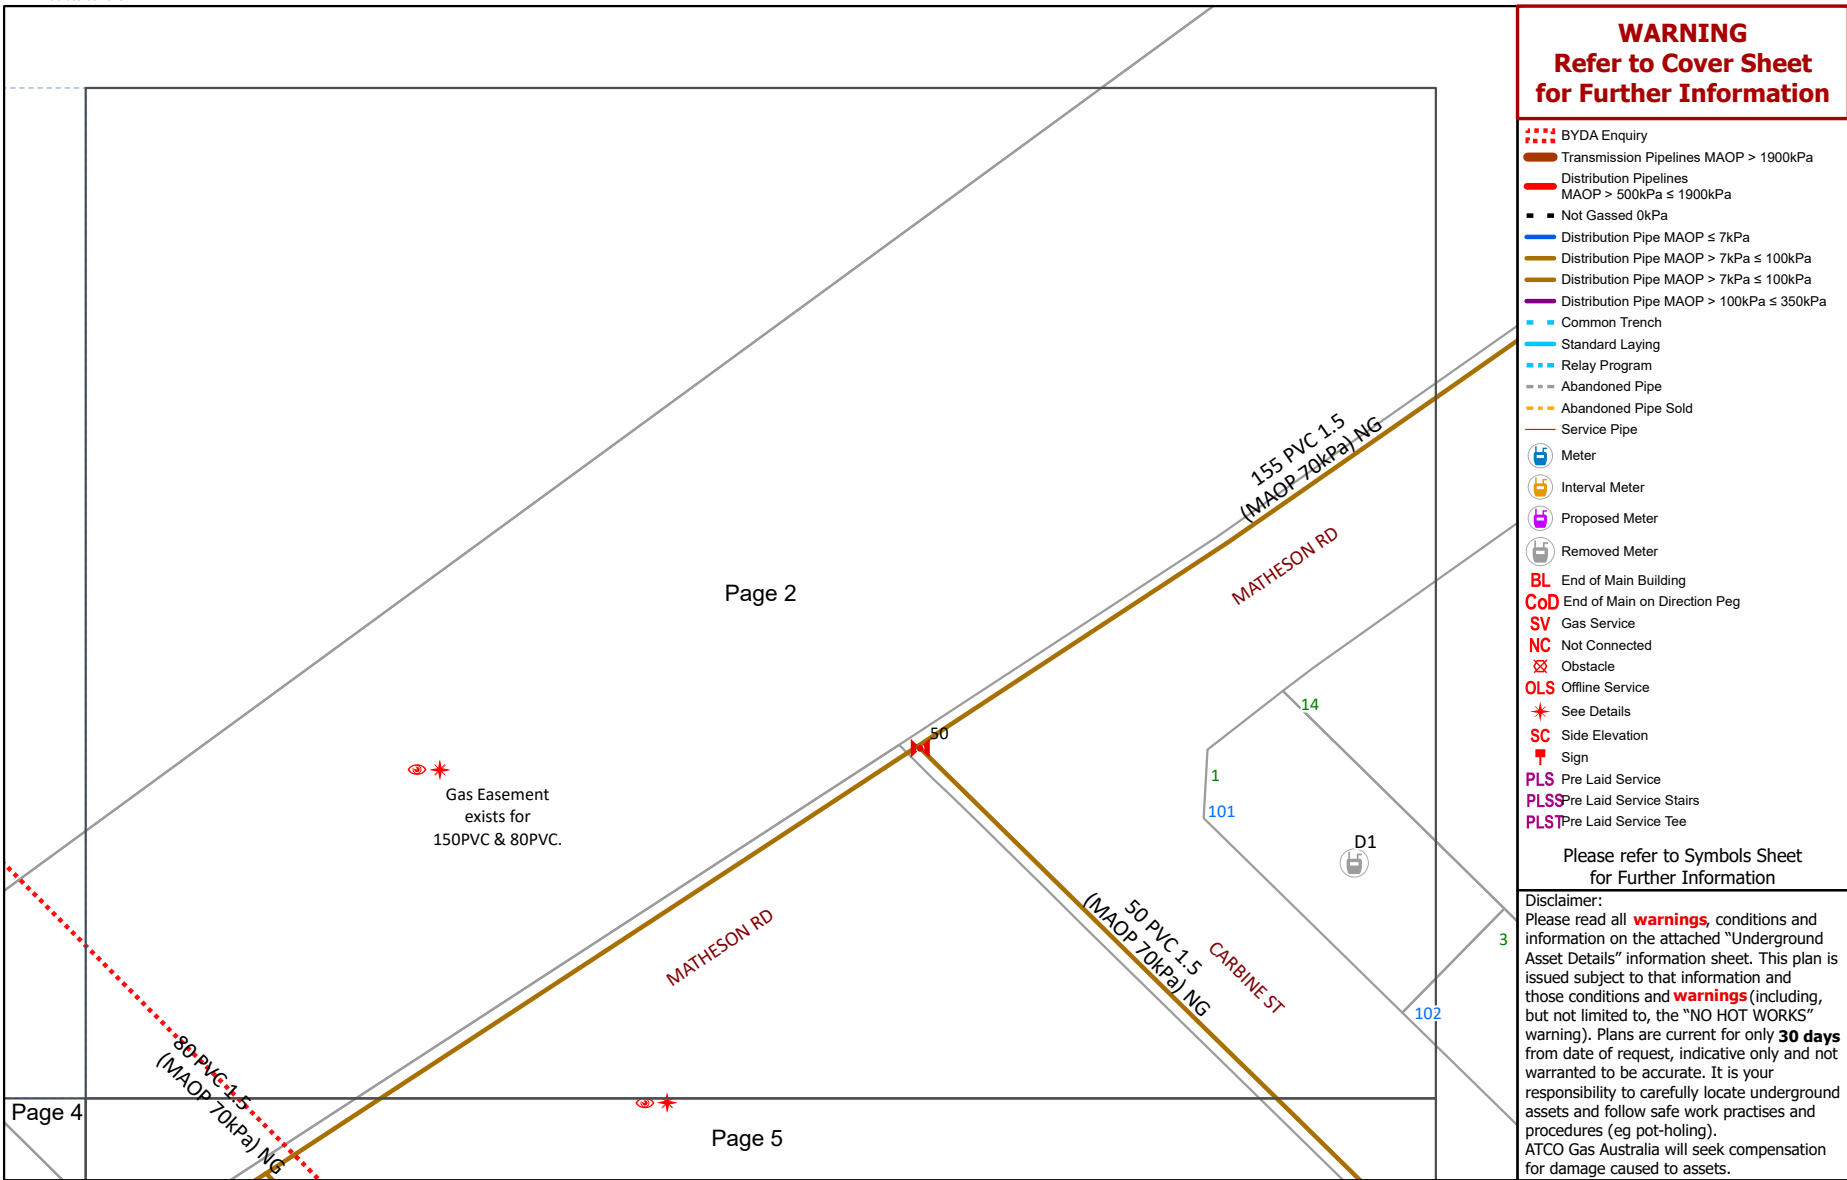 WARNING
Refer to Cover Sheet
for Further Information
BYDA Enquiry
Transmission Pipelines MAOP > 1900kPa
Distribution Pipelines
MAOP > 500kPa ≤ 1900kPa
Not Gassed 0kPa
Distribution Pipe MAOP ≤ 7kPa
Distribution Pipe MAOP > 7kPa ≤ 100kPa
Distribution Pipe MAOP > 7kPa ≤ 100kPa
Distribution Pipe MAOP > 100kPa ≤ 350kPa
Common Trench
Standard Laying
Relay Program
Abandoned Pipe
Abandoned Pipe Sold
Service Pipe
Meter
Interval Meter
Proposed Meter
Removed Meter
BL End of Main Building
CoD End of Main on Direction Peg
SV Gas Service
NC Not Connected
Obstacle
OLS Offline Service
See Details
SC Side Elevation
Sign
PLS Pre Laid Service
PLSS Pre Laid Service Stairs
PLST Pre Laid Service Tee
Please refer to Symbols Sheet
for Further Information
Disclaimer:
Please read all warnings, conditions and
information on the attached “Underground
Asset Details” information sheet. This plan is
issued subject to that information and
those conditions and warnings (including,
but not limited to, the “NO HOT WORKS”
warning). Plans are current for only 30 days
from date of request, indicative only and not
warranted to be accurate. It is your
responsibility to carefully locate underground
assets and follow safe work practises and
procedures (eg pot-holing).
ATCO Gas Australia will seek compensation
for damage caused to assets.
155 PVC 1.5
(MAOP 70kPa) NG
MATHESON RD
Page 2
14
50
1
101
Gas Easement
exists for
150PVC & 80PVC.
D1
50 PVC 1.5
(MAOP 70kPa) NG
CARBINE ST
MATHESON RD
3
102
80 PVC 1.5
(MAOP 70kPa) NG
Page 4
Page 5